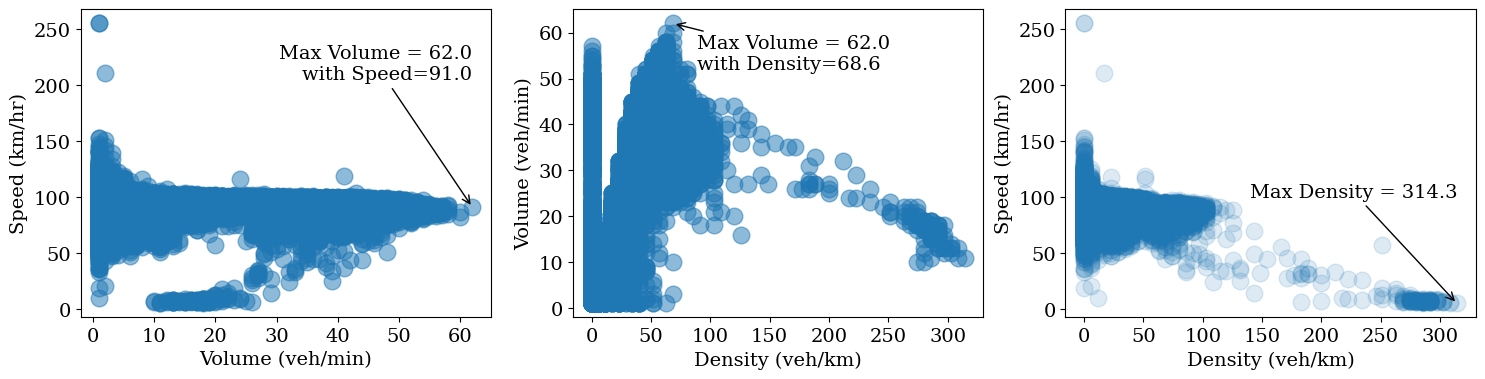 250
200
150
100
50
0
Speed (km/hr)
Max Volume = 62.0
with Speed=91.0
0 10 20 30 40 50 60
Volume (veh/min)
60
50
40
30
20
10
0
Volume (veh/min)
Max Volume = 62.0
with Density=68.6
0 50 100 150 200 250 300
Density (veh/km)
250
200
150
100
50
0
Speed (km/hr)
Max Density = 314.3
0 50 100 150 200 250 300
Density (veh/km)